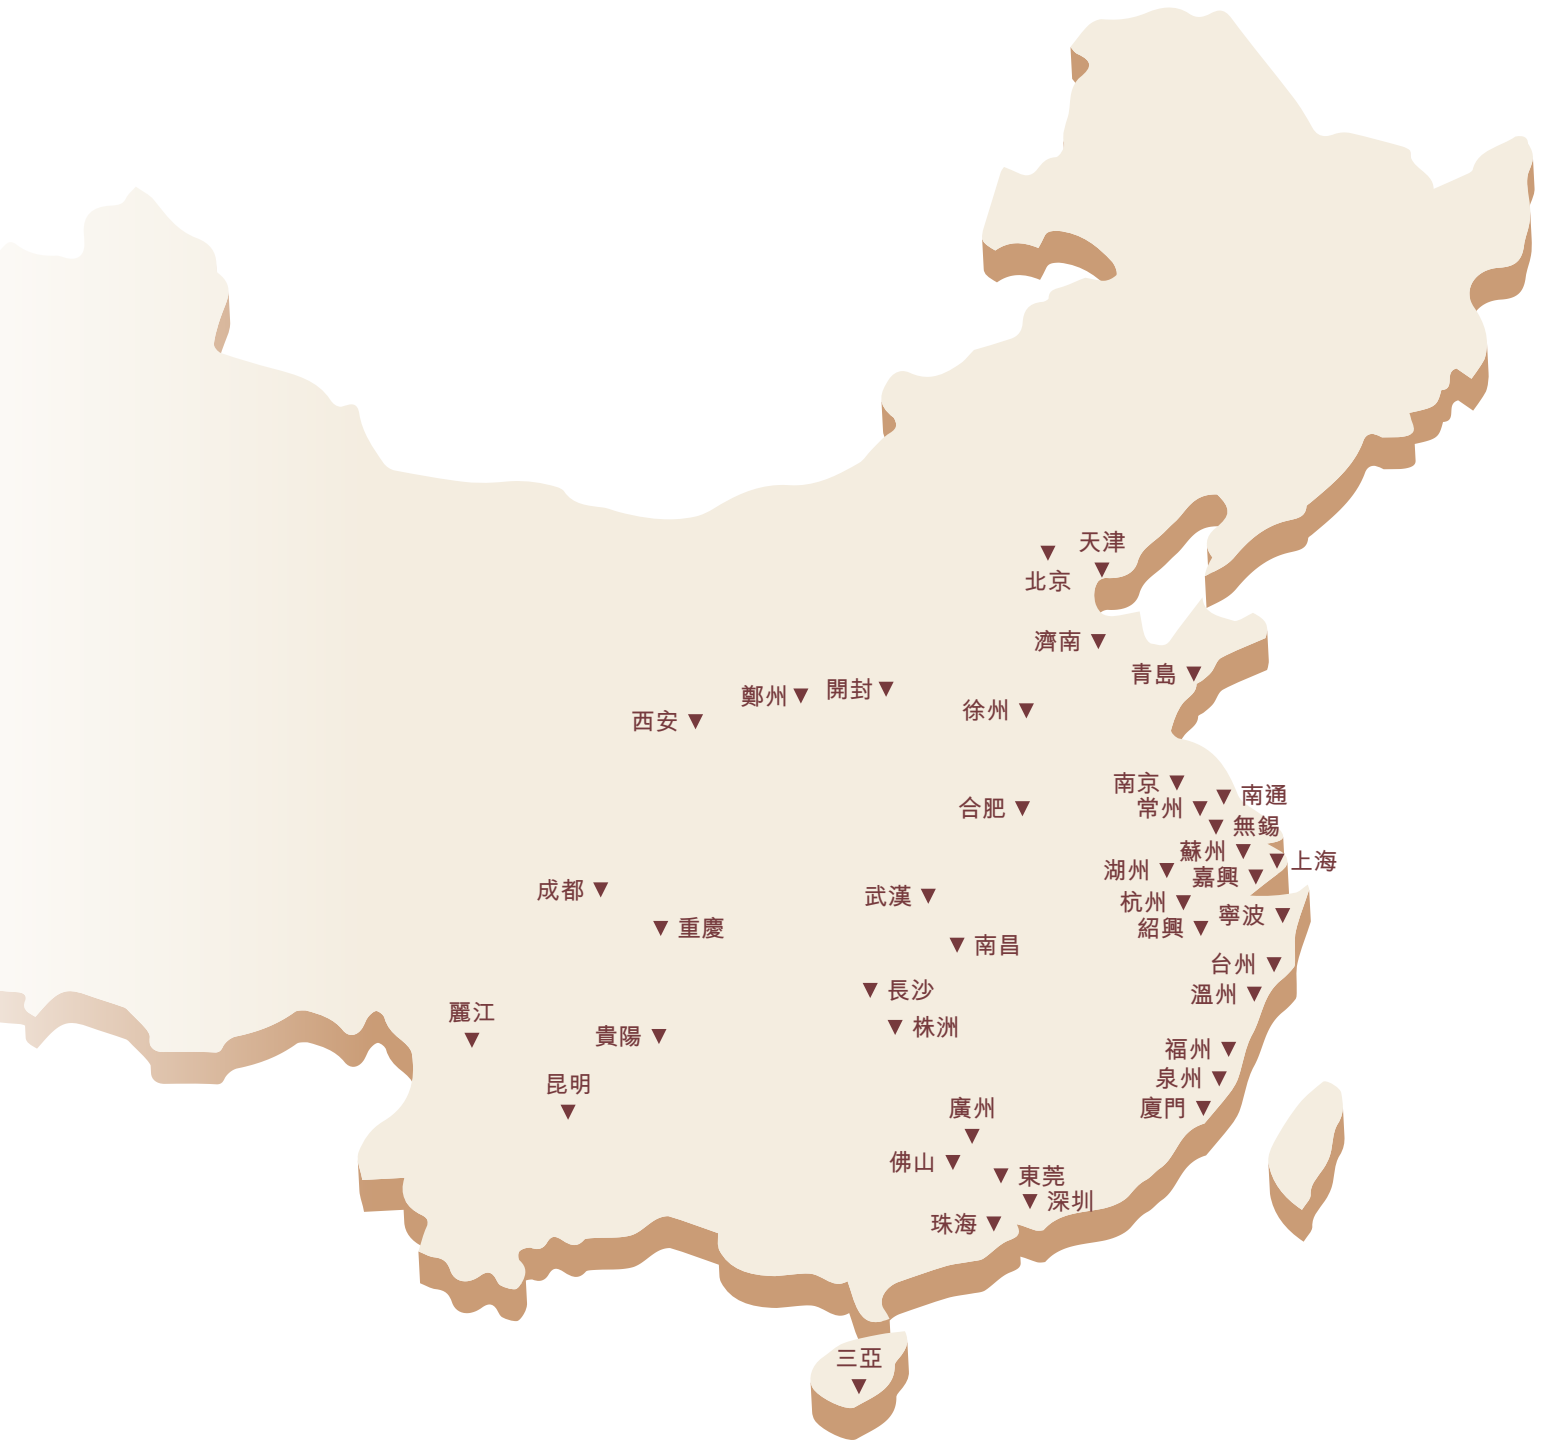 天津
北京
濟南
青島
開封
鄭州
徐州
西安
南京
南通
常州
合肥
無錫
蘇州
上海
湖州
嘉興
成都
武漢
杭州
寧波
重慶
紹興
南昌
台州
長沙
溫州
麗江
株洲
貴陽
福州
泉州
昆明
廣州
廈門
佛山
東莞
深圳
珠海
三亞